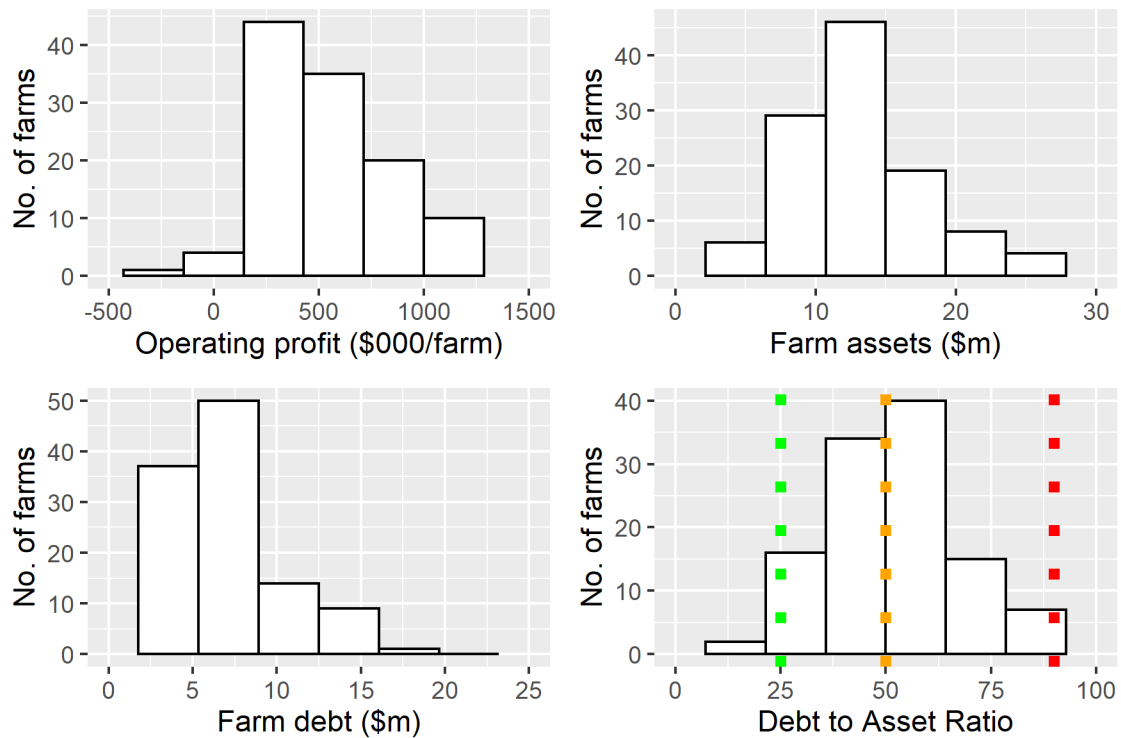 No. of farms
40
30
20
10
0
-500 0 500 1000 1500
Operating profit ($000/farm)
No. of farms
40
30
20
10
0
0 10 20 30
Farm assets ($m)
No. of farms
50
40
30
20
10
0
0 5 10 15 20 25
Farm debt ($m)
No. of farms
40
30
20
10
0
0 25 50 75 100
Debt to Asset Ratio